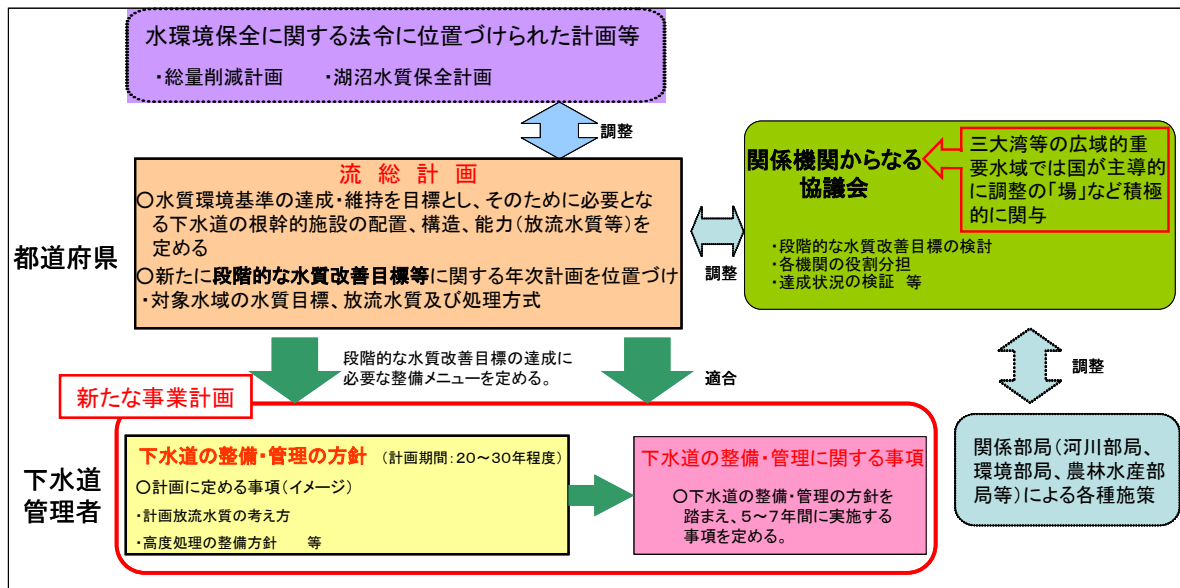 水環境保全に関する法令に位置づけられた計画等
・総量削減計画　　・湖沼水質保全計画
調整
流 総 計 画
○水質環境基準の達成・維持を目標とし、そのために必要とな
る下水道の根幹的施設の配置、構造、能力（放流水質等）を
定める
○新たに段階的な水質改善目標等に関する年次計画を位置づけ
・対象水域の水質目標、放流水質及び処理方式
都道府県
調整
関係機関からなる
協議会
三大湾等の広域的重
要水域では国が主導的
に調整の「場」など積極
的に関与
・段階的な水質改善目標の検討
・各機関の役割分担
・達成状況の検証　等
段階的な水質改善目標の達成に
必要な整備メニューを定める。
適合
調整
新たな事業計画
下水道
管理者
下水道の整備・管理の方針　（計画期間：２０～３０年程度）
○計画に定める事項（イメージ）
・計画放流水質の考え方
・高度処理の整備方針　　等
下水道の整備・管理に関する事項
○下水道の整備・管理の方針を
踏まえ、５～７年間に実施する
事項を定める。
関係部局（河川部局、
環境部局、農林水産部
局等）による各種施策